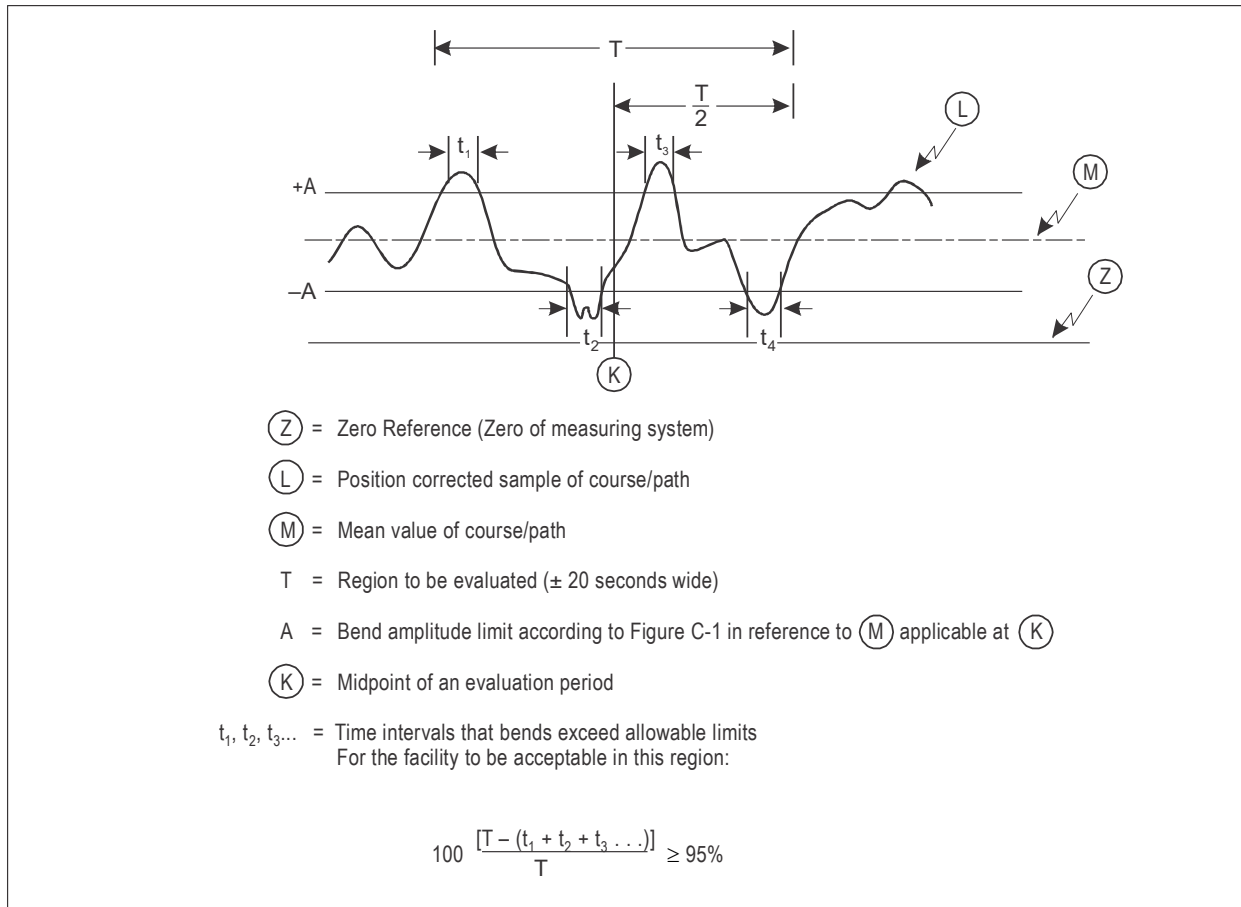 T
T
2
L
t1
t3
M
+A
Z
–A
t2
t4
K
Z = Zero Reference (Zero of measuring system)
L = Position corrected sample of course/path
M = Mean value of course/path
T = Region to be evaluated (± 20 seconds wide)
A = Bend amplitude limit according to Figure C-1 in reference to M applicable at K
K = Midpoint of an evaluation period
t1, t2, t3... = Time intervals that bends exceed allowable limits
For the facility to be acceptable in this region:
100 [T – (t1 + t2 + t3 . . .)] ≥ 95%
T